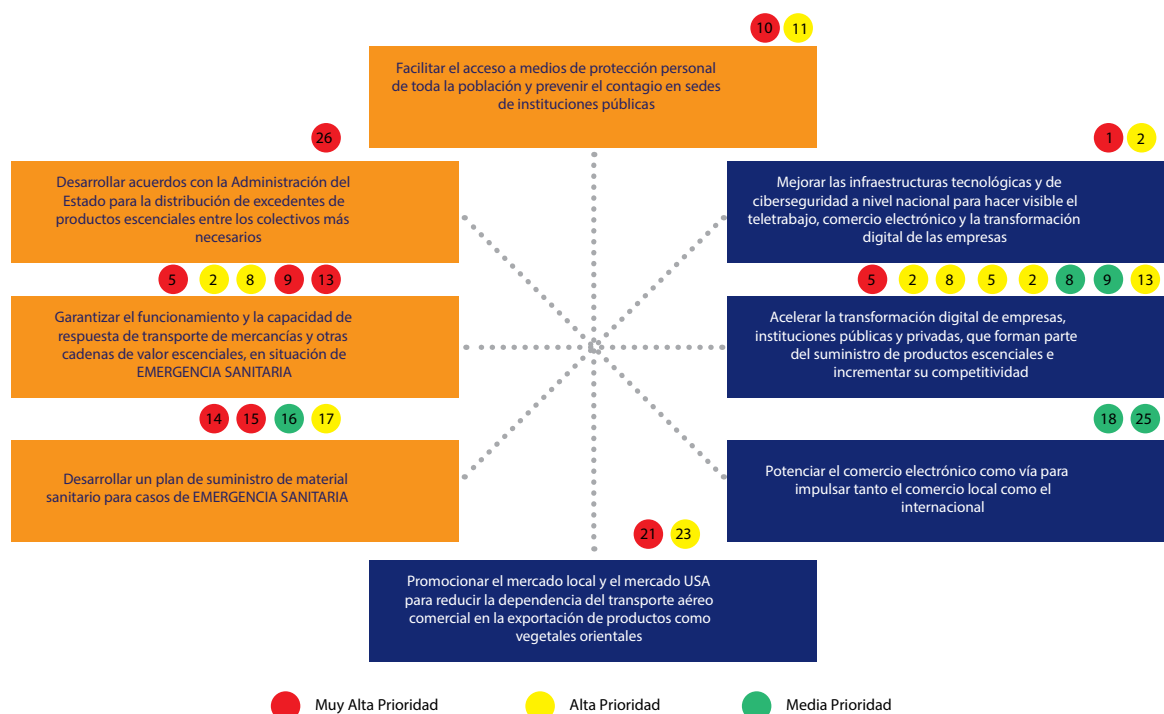 10 11
Facilitar el acceso a medios de protección personal
de toda la población y prevenir el contagio en sedes
de instituciones públicas
26
Desarrollar acuerdos con la Administración del
Estado para la distribución de excedentes de
productos escenciales entre los colectivos más
necesarios
1 2
Mejorar las infraestructuras tecnológicas y de
ciberseguridad a nivel nacional para hacer visible el
teletrabajo, comercio electrónico y la transformación
digital de las empresas
5 2 8 9 13
Garantizar el funcionamiento y la capacidad de
respuesta de transporte de mercancías y otras
cadenas de valor escenciales, en situación de
EMERGENCIA SANITARIA
5 2 8 5 2 8 9 13
Acelerar la transformación digital de empresas,
instituciones públicas y privadas, que forman parte
del suministro de productos escenciales e
incrementar su competitividad
14 15 16 17
Desarrollar un plan de suministro de material
sanitario para casos de EMERGENCIA SANITARIA
18 25
Potenciar el comercio electrónico como vía para
impulsar tanto el comercio local como el
internacional
21 23
Promocionar el mercado local y el mercado USA
para reducir la dependencia del transporte aéreo
comercial en la exportación de productos como
vegetales orientales
Muy Alta Prioridad
Alta Prioridad
Media Prioridad